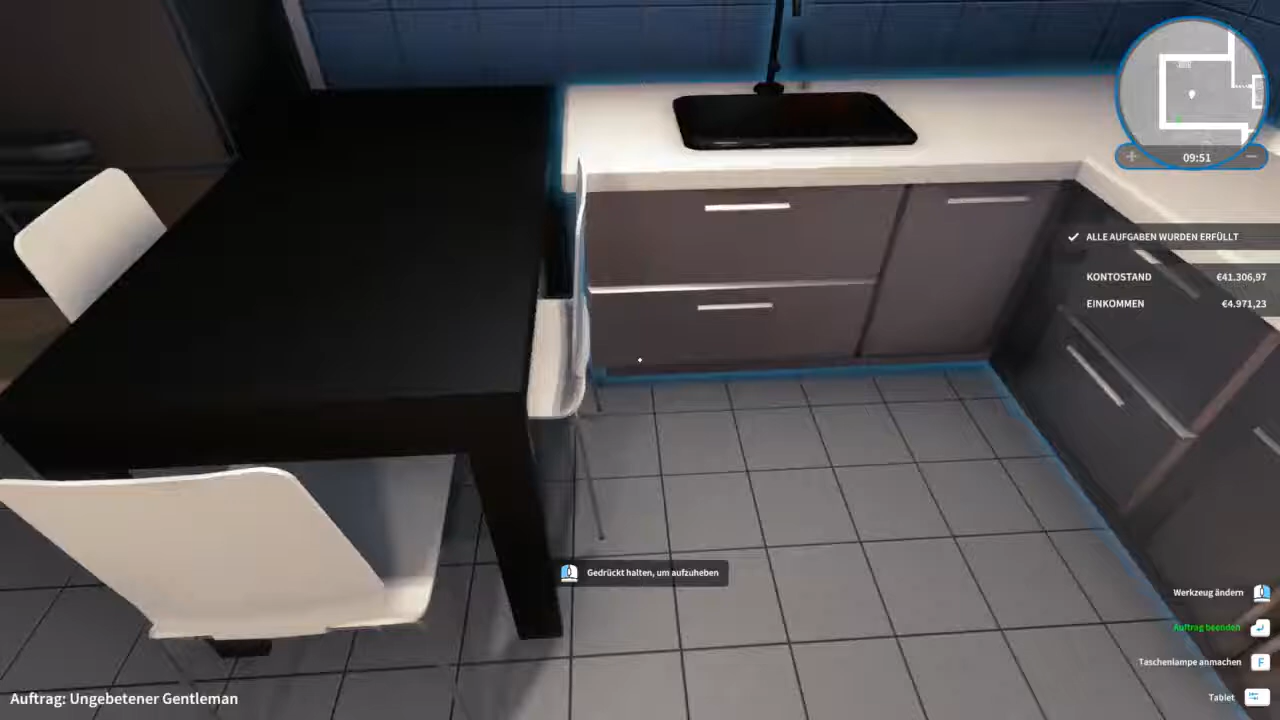 09:51
ALLE AUFGABEN WURDEN ERFÜLLT
KONTOSTAND €41.306,97
EINKOMMEN €4.971,23
Gedrückt halten, um aufzuheben
Werkzeug ändern
Auftrag beenden
Taschenlampe anmachen F
Tablet
Auftrag: Ungebetener Gentleman